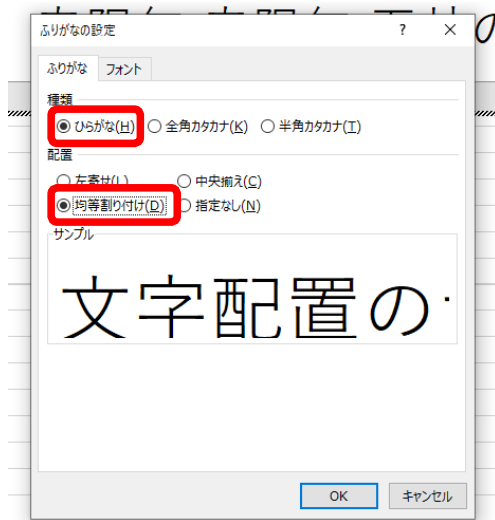 ふりがなの設定 ? ×
ふりがな フォント
種類
ひらがな(H) 全角カタカナ(K) 半角カタカナ(T)
配置
左寄せ(L) 中央揃え(C)
均等割り付け(D) 指定なし(N)
サンプル
文字配置の
OK キャンセル